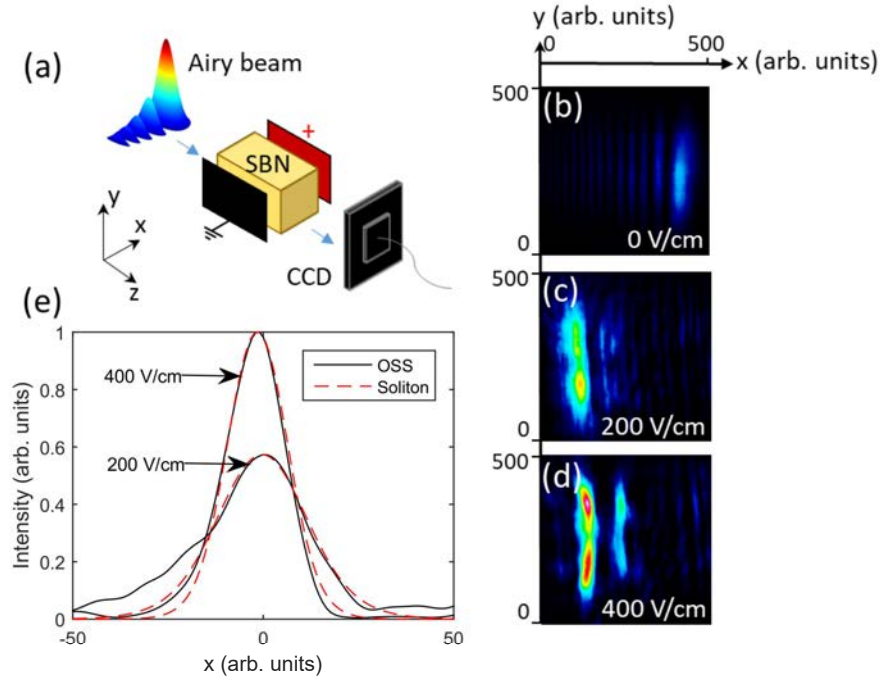 (a)
Airy beam
+
SBN
y
x
z
CCD
y (arb. units)
0
500
x (arb. units)
500
(b)
0
0 V/cm
500
(c)
0
200 V/cm
500
(d)
0
400 V/cm
(e)
1
0.8
0.6
0.4
0.2
0
Intensity (arb. units)
400 V/cm
200 V/cm
OSS
Soliton
-50
0
50
x (arb. units)